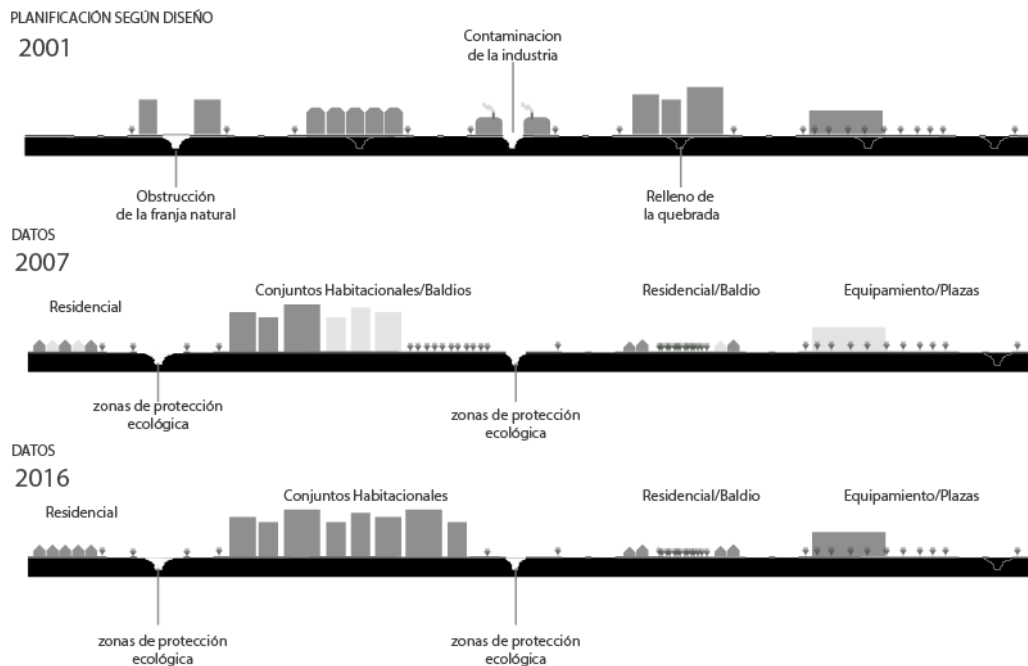 PLANIFICACIÓN SEGÚN DISEÑO
2001
Contaminacion
de la industria
Obstrucción
de la franja natural
Relleno de
la quebrada
DATOS
2007
Residencial
Conjuntos Habitacionales/Baldios
Residencial/Baldio
Equipamiento/Plazas
zonas de protección
ecológica
zonas de protección
ecológica
DATOS
2016
Residencial
Conjuntos Habitacionales
Residencial/Baldio
Equipamiento/Plazas
zonas de protección
ecológica
zonas de protección
ecológica